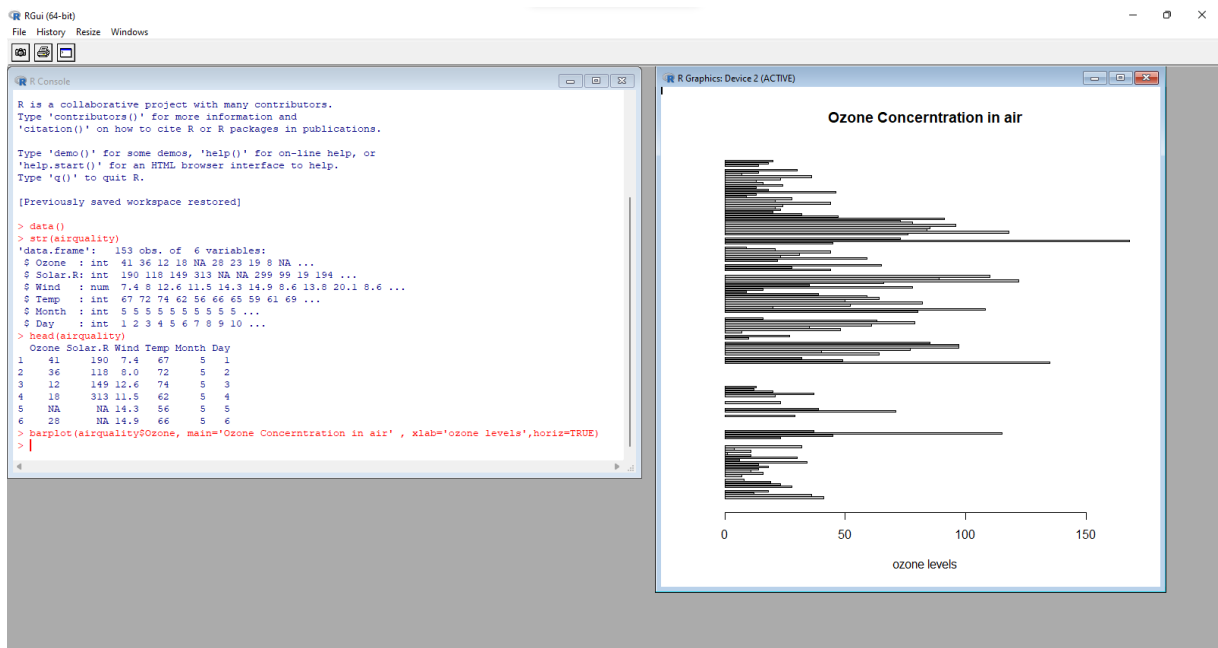 RGui (64-bit)
File History Resize Windows
R Console
R is a collaborative project with many contributors.
Type 'contributors()' for more information and
'citation()' on how to cite R or R packages in publications.
Type 'demo()' for some demos, 'help()' for on-line help, or
'help.start()' for an HTML browser interface to help.
Type 'q()' to quit R.
[Previously saved workspace restored]
> data()
> str(airquality)
'data.frame':   153 obs. of  6 variables:
 $ Ozone  : int  41 36 12 18 NA 28 23 19 8 NA ...
 $ Solar.R: int  190 118 149 313 NA NA 299 99 19 194 ...
 $ Wind   : num  7.4 8 12.6 11.5 14.3 14.9 8.6 13.8 20.1 8.6 ...
 $ Temp   : int  67 72 74 62 56 66 65 59 61 69 ...
 $ Month  : int  5 5 5 5 5 5 5 5 5 5 ...
 $ Day    : int  1 2 3 4 5 6 7 8 9 10 ...
> head(airquality)
  Ozone Solar.R Wind Temp Month Day
1    41     190  7.4   67     5   1
2    36     118  8.0   72     5   2
3    12     149 12.6   74     5   3
4    18     313 11.5   62     5   4
5    NA      NA 14.3   56     5   5
6    28      NA 14.9   66     5   6
> barplot(airquality$Ozone, main='Ozone Concerntration in air' , xlab='ozone levels',horiz=TRUE)
>
R Graphics: Device 2 (ACTIVE)
Ozone Concerntration in air
0 50 100 150
ozone levels